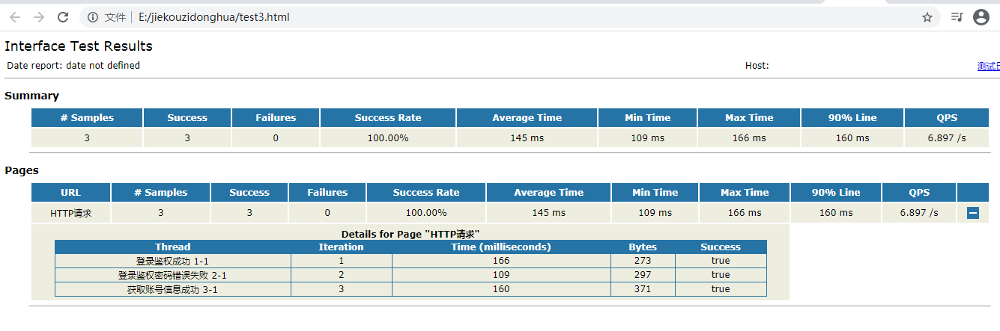 文件 E:/jiekouzidonghua/test3.html
Interface Test Results
Date report: date not defined Host: 测试
Summary
# Samples Success Failures Success Rate Average Time Min Time Max Time 90% Line QPS
3 3 0 100.00% 145 ms 109 ms 166 ms 160 ms 6.897 /s
Pages
URL # Samples Success Failures Success Rate Average Time Min Time Max Time 90% Line QPS
HTTP请求 3 3 0 100.00% 145 ms 109 ms 166 ms 160 ms 6.897 /s
Details for Page "HTTP请求"
Thread Iteration Time (milliseconds) Bytes Success
登录鉴权成功 1-1 1 166 273 true
登录鉴权密码错误失败 2-1 2 109 297 true
获取账号信息成功 3-1 3 160 371 true